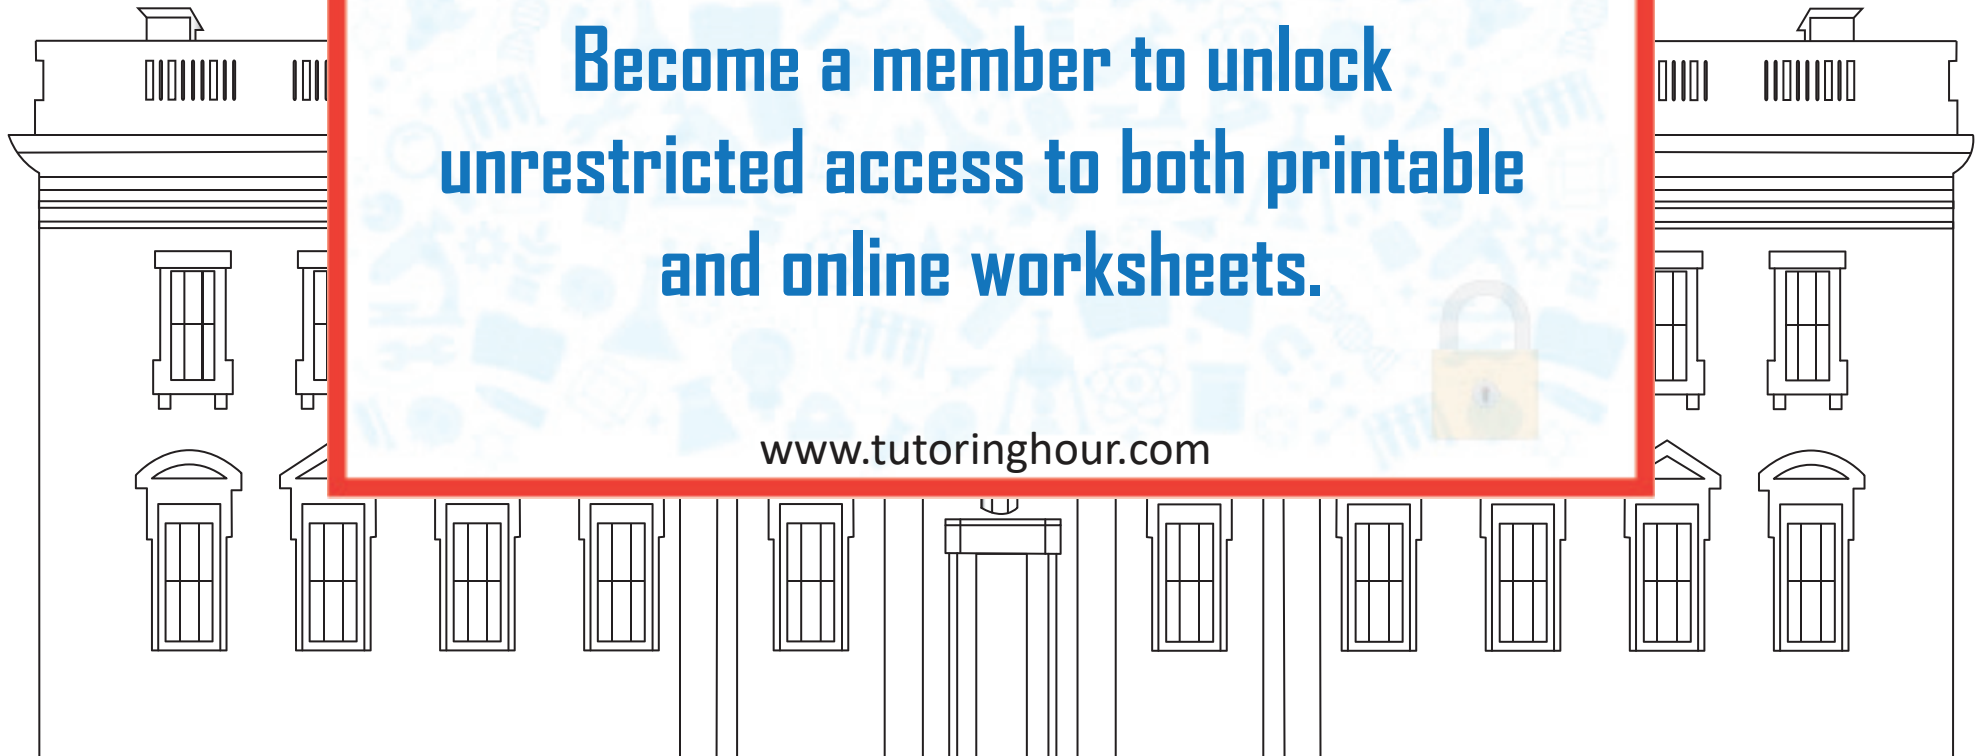 Become a member to unlock
unrestricted access to both printable
and online worksheets.
www.tutoringhour.com